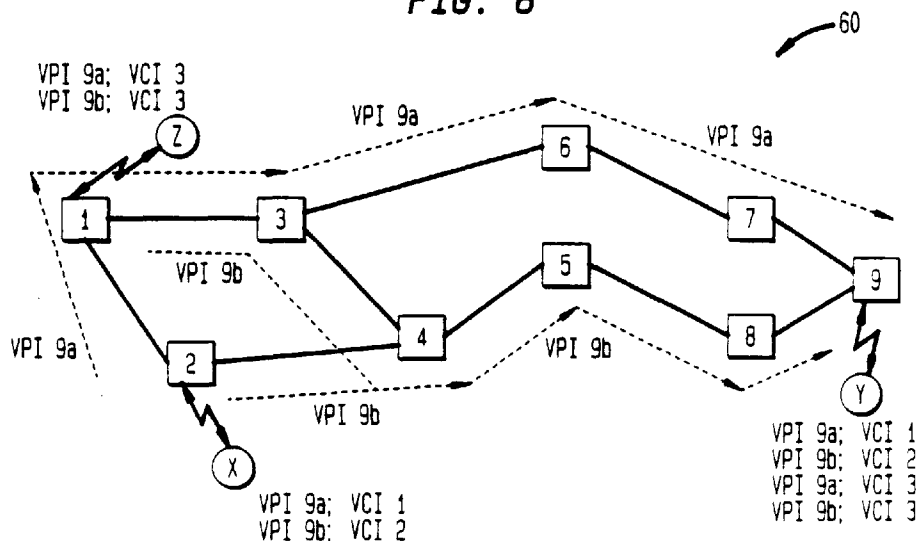 FIG. 6
60
VPI 9a; VCI 3
VPI 9b; VCI 3
Z
VPI 9a
VPI 9a
6
1
3
7
VPI 9b
5
9
4
8
VPI 9a
2
VPI 9b
VPI 9b
Y
X
VPI 9a; VCI 1
VPI 9b; VCI 2
VPI 9a; VCI 3
VPI 9b; VCI 3
VPI 9a; VCI 1
VPI 9b; VCI 2